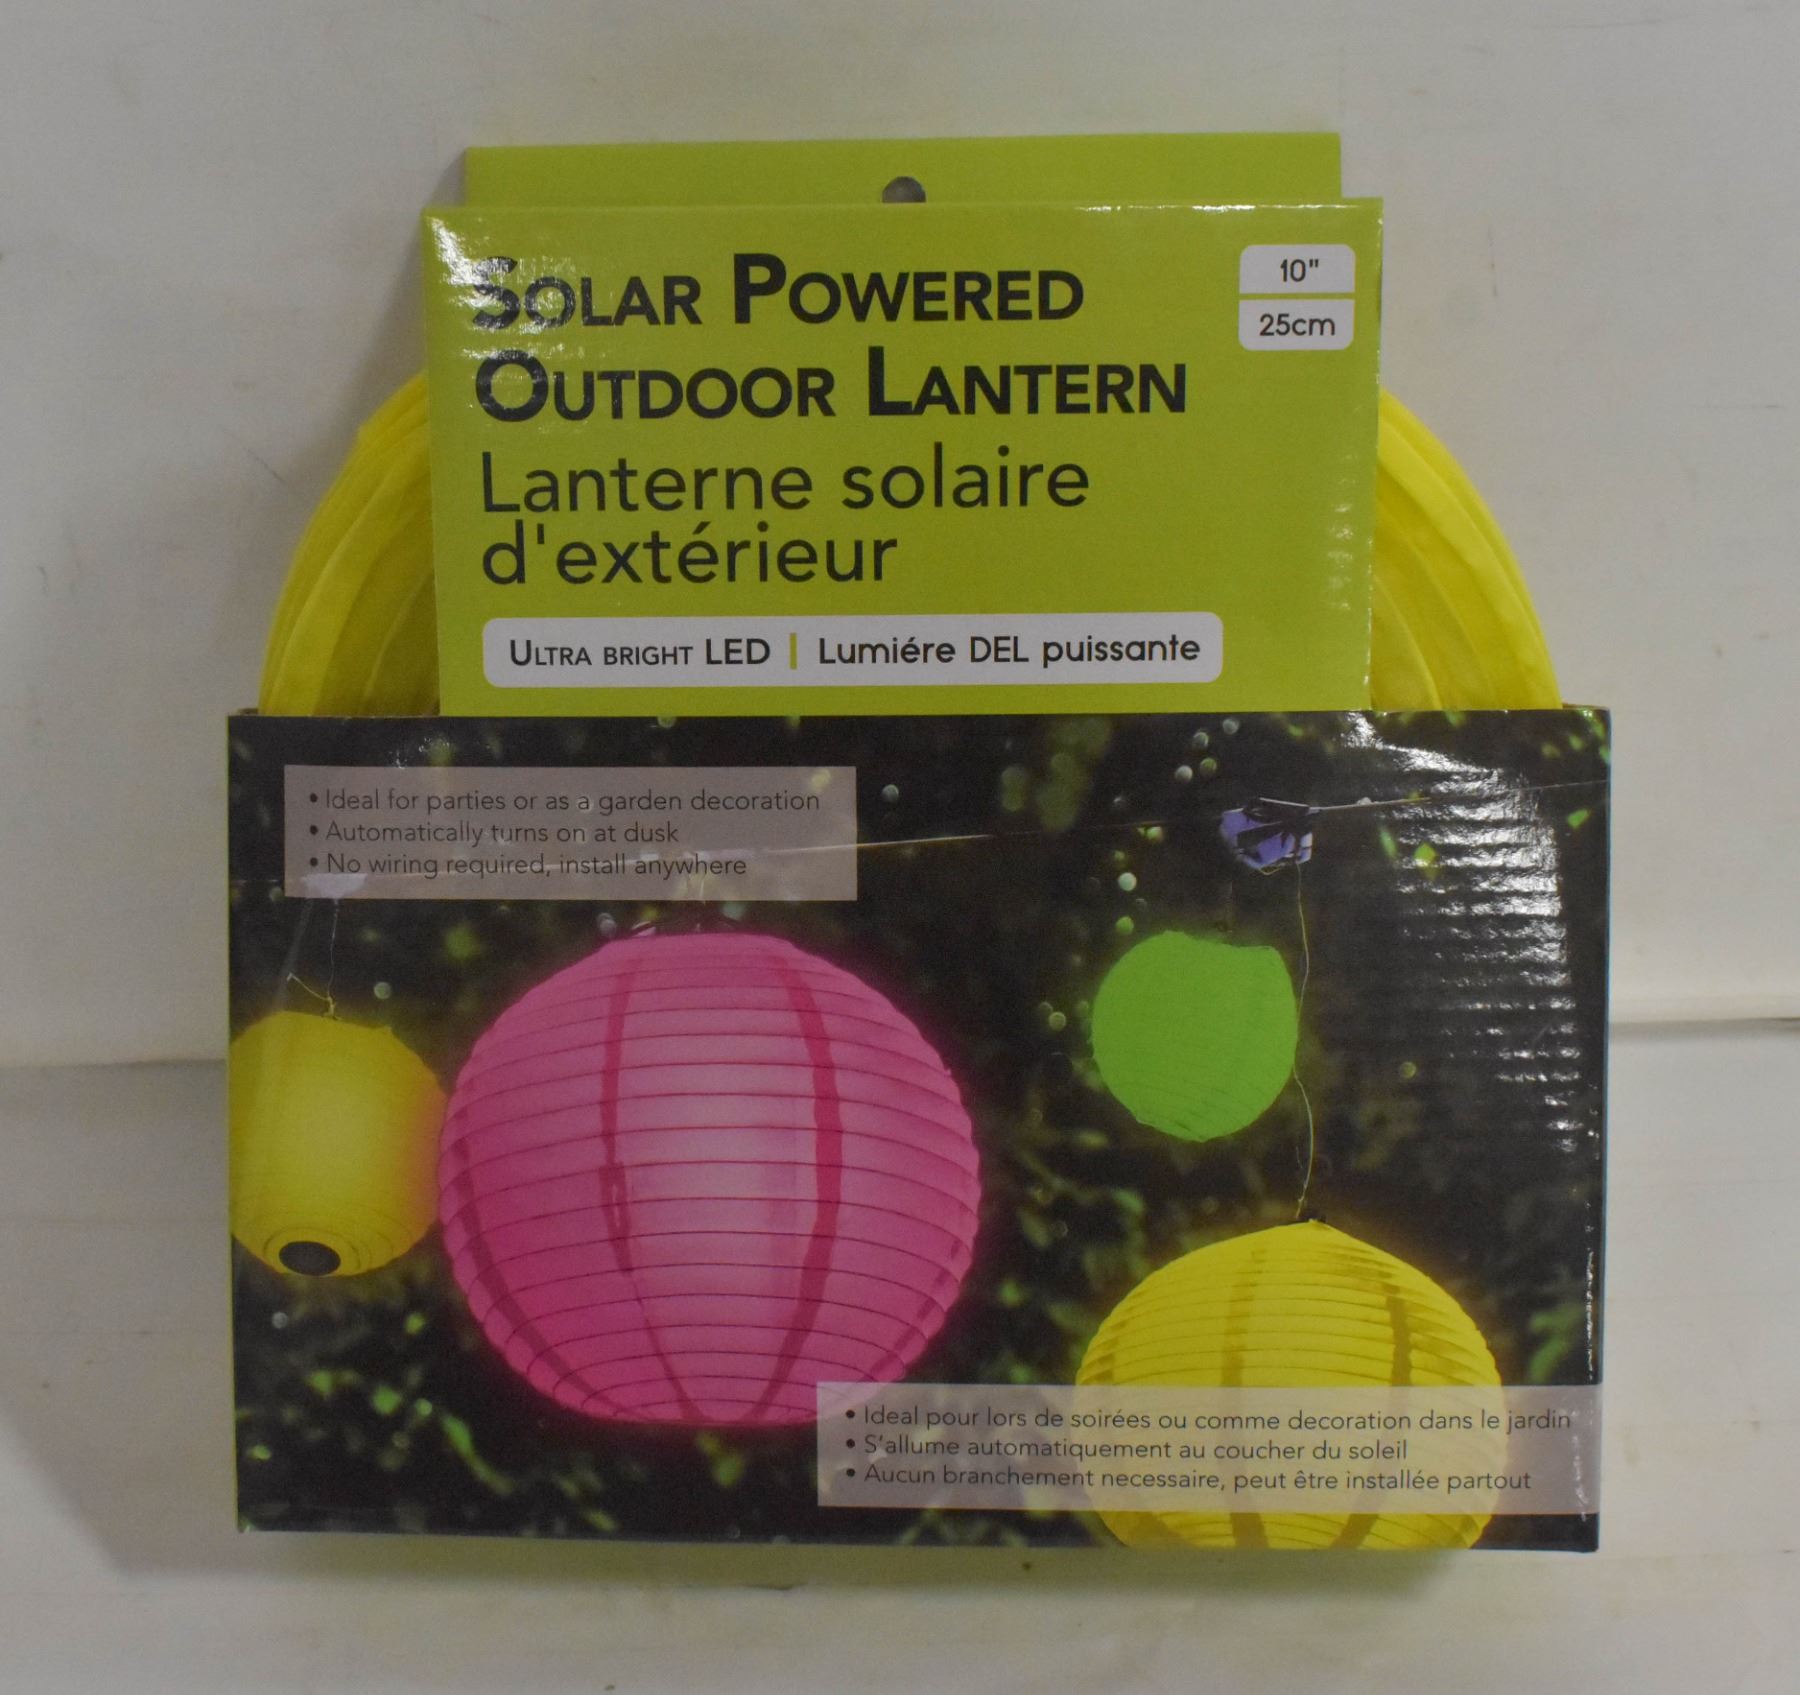 SOLAR POWERED
OUTDOOR LANTERN
10"
25cm
Lanterne solaire
d'extérieur
ULTRA BRIGHT LED | Lumiére DEL puissante
• Ideal for parties or as a garden decoration
• Automatically turns on at dusk
• No wiring required, install anywhere
• Ideal pour lors de soirées ou comme decoration dans le jardin
• S'allume automatiquement au coucher du soleil
• Aucun branchement necessaire, peut être installée partout